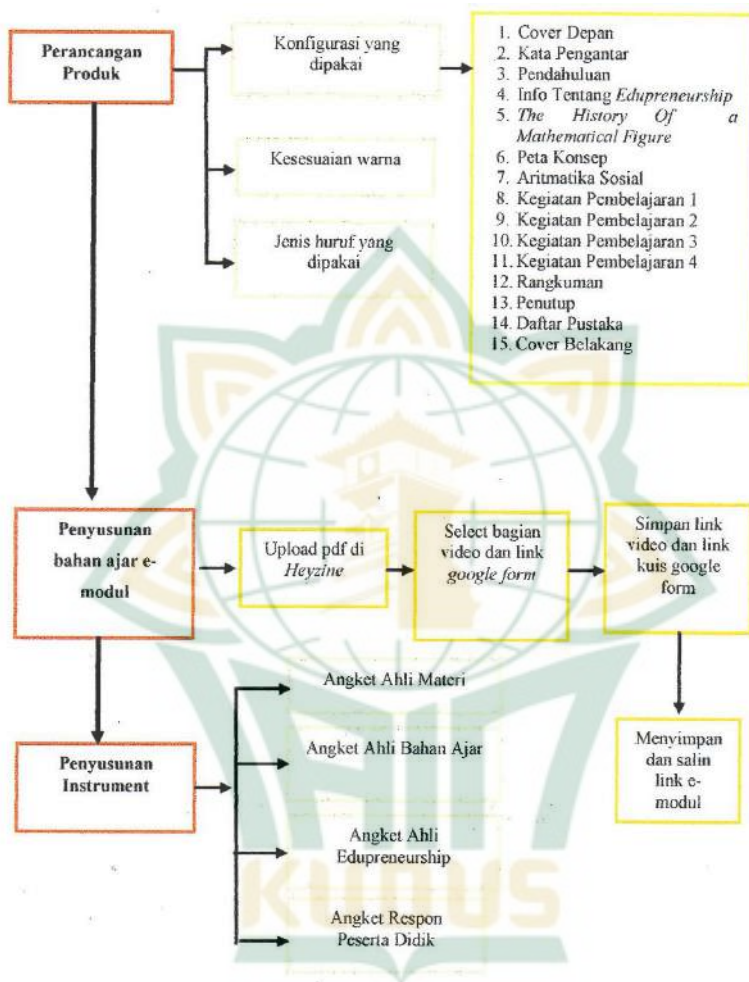 Perancangan
Produk
Konfigurasi yang
dipakai
Kesesuaian warna
Jenis huruf yang
dipakai
1. Cover Depan
2. Kata Pengantar
3. Pendahuluan
4. Info Tentang Edupreneurship
5. The History Of a
Mathematical Figure
6. Peta Konsep
7. Aritmatika Sosial
8. Kegiatan Pembelajaran 1
9. Kegiatan Pembelajaran 2
10. Kegiatan Pembelajaran 3
11. Kegiatan Pembelajaran 4
12. Rangkuman
13. Penutup
14. Daftar Pustaka
15. Cover Belakang
Penyusunan
bahan ajar e-
modul
Upload pdf di
Heyzine
Select bagian
video dan link
google form
Simpan link
video dan link
kuis google
form
Menyimpan
dan salin
link e-
modul
Penyusunan
Instrument
Angket Ahli Materi
Angket Ahli Bahan Ajar
Angket Ahli
Edupreneurship
Angket Respon
Peserta Didik
IAIN
KUDUS